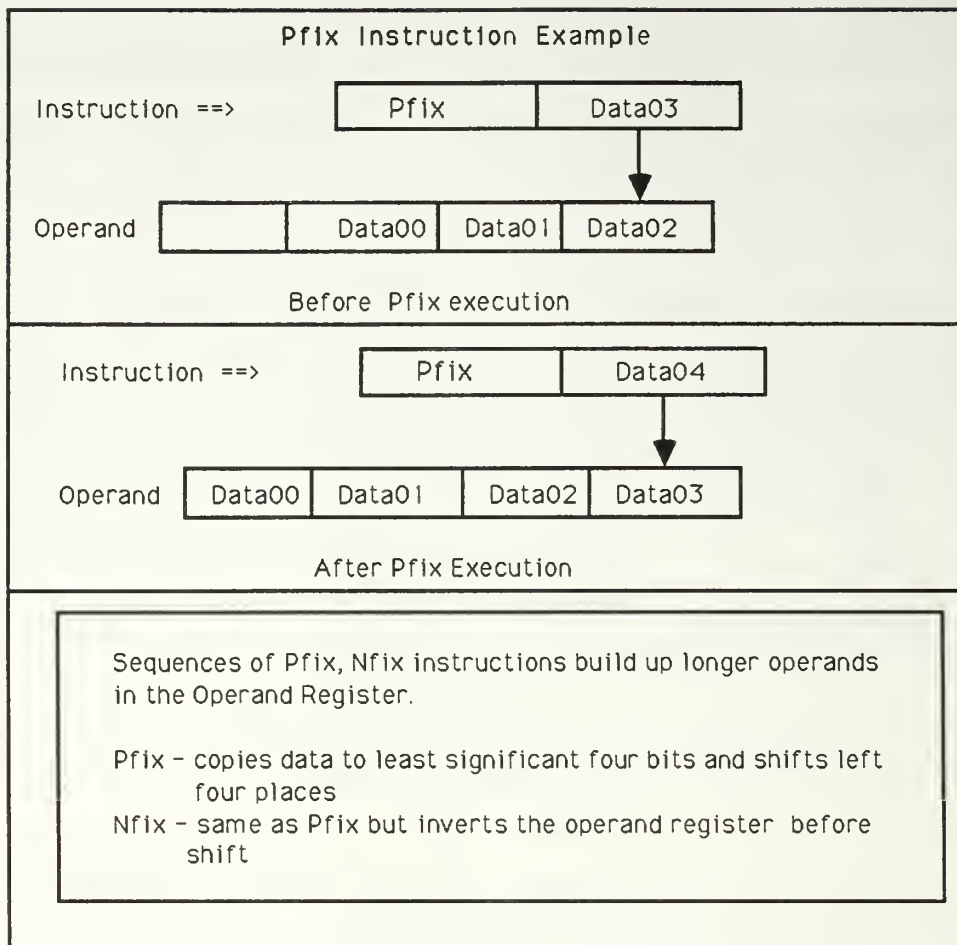 Pfix Instruction Example
Instruction ==> Pfix Data03
Operand Data00 Data01 Data02
Before Pfix execution
Instruction ==> Pfix Data04
Operand Data00 Data01 Data02 Data03
After Pfix Execution
Sequences of Pfix, Nfix instructions build up longer operands
in the Operand Register.
Pfix - copies data to least significant four bits and shifts left
four places
Nfix - same as Pfix but inverts the operand register before
shift